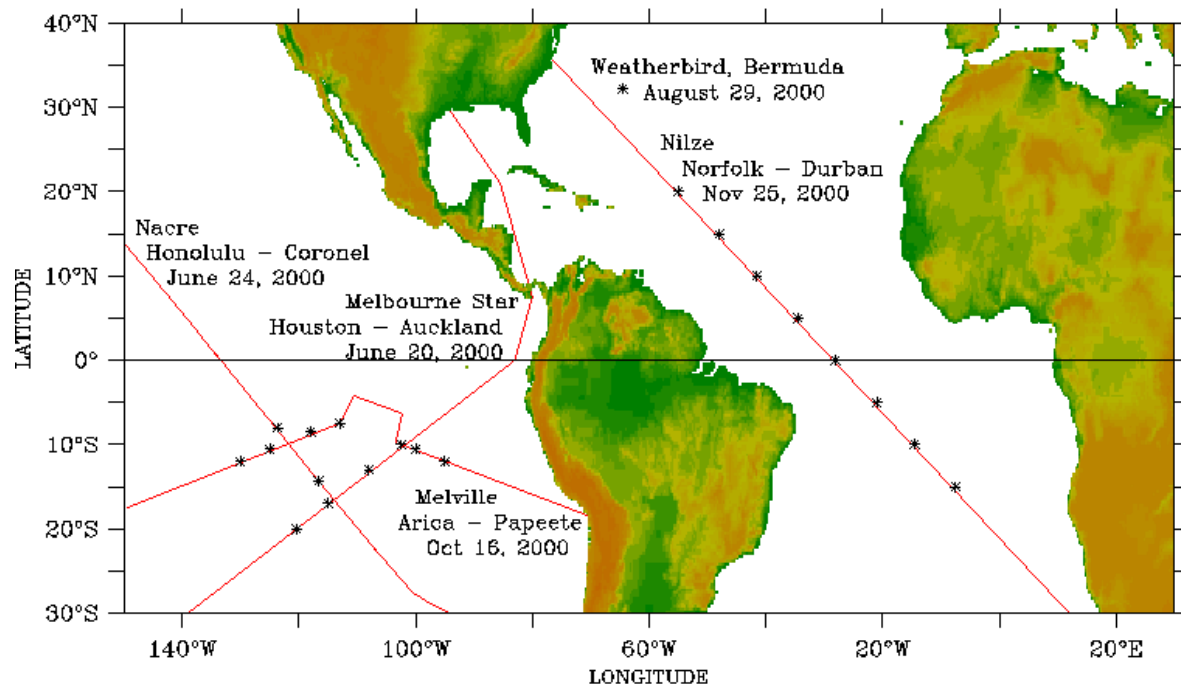 40°N
30°N
20°N
10°N
0°
10°S
20°S
30°S
LATITUDE
140°W
100°W
60°W
20°W
20°E
LONGITUDE
Weatherbird, Bermuda
August 29, 2000
Nilze
Norfolk - Durban
Nov 25, 2000
Nacre
Honolulu - Coronel
June 24, 2000
Melbourne Star
Houston - Auckland
June 20, 2000
Melville
Arica - Papeete
Oct 16, 2000